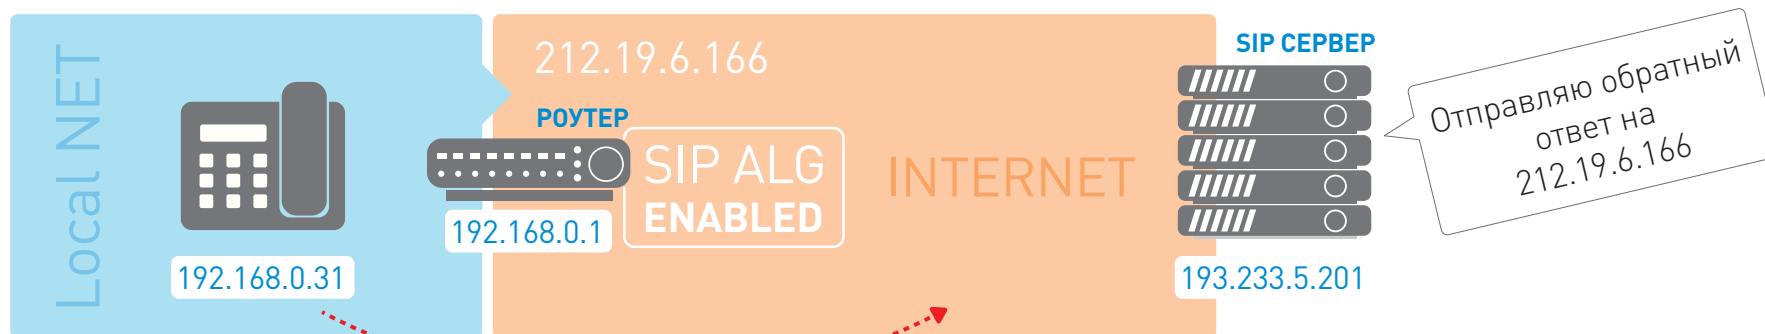 Local NET
212.19.6.166
РОУТЕР
SIP ALG
ENABLED
INTERNET
SIP СЕРВЕР
Отправляю обратный
ответ на
212.19.6.166
192.168.0.1
192.168.0.31
193.233.5.201